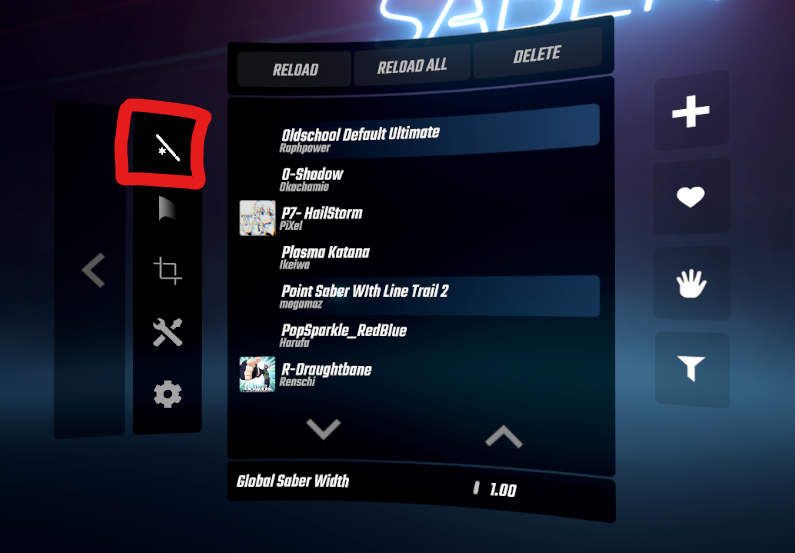 SABER
RELOAD
RELOAD ALL
DELETE
Oldschool Default Ultimate
Raphpower
O-Shadow
Okachamie
P7- HailStorm
PiXel
Plasma Katana
Ikeiwa
Point Saber WIth Line Trail 2
megamaz
PopSparkle_RedBlue
Harufa
R-Draughtbane
Renschi
Global Saber Width
1.00